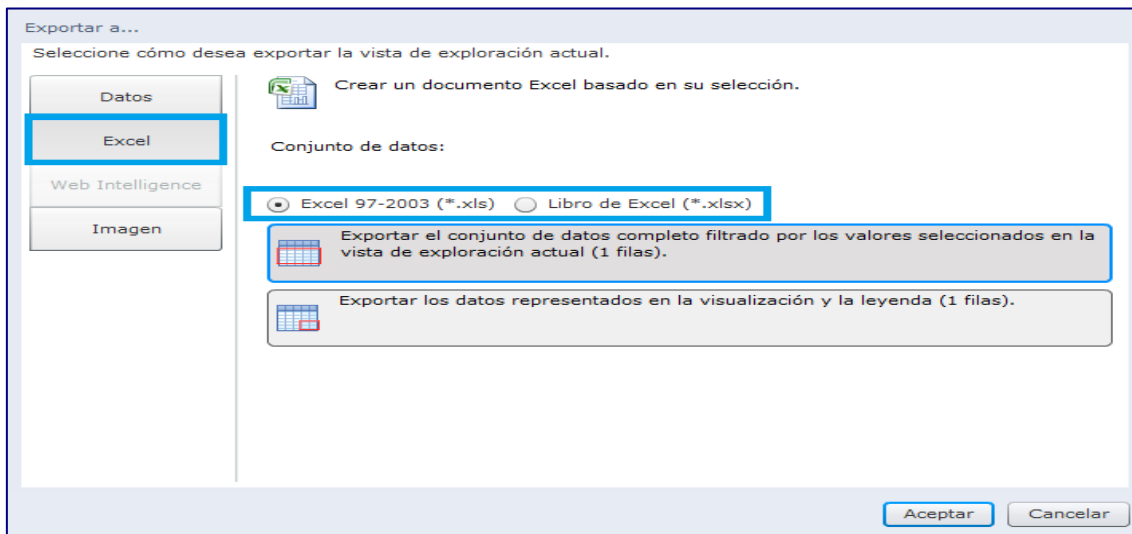 Exportar a...
Seleccione cómo desea exportar la vista de exploración actual.
Datos
Excel
Web Intelligence
Imagen
Crear un documento Excel basado en su selección.
Conjunto de datos:
Excel 97-2003 (*.xls) Libro de Excel (*.xlsx)
Exportar el conjunto de datos completo filtrado por los valores seleccionados en la
vista de exploración actual (1 filas).
Exportar los datos representados en la visualización y la leyenda (1 filas).
Aceptar Cancelar